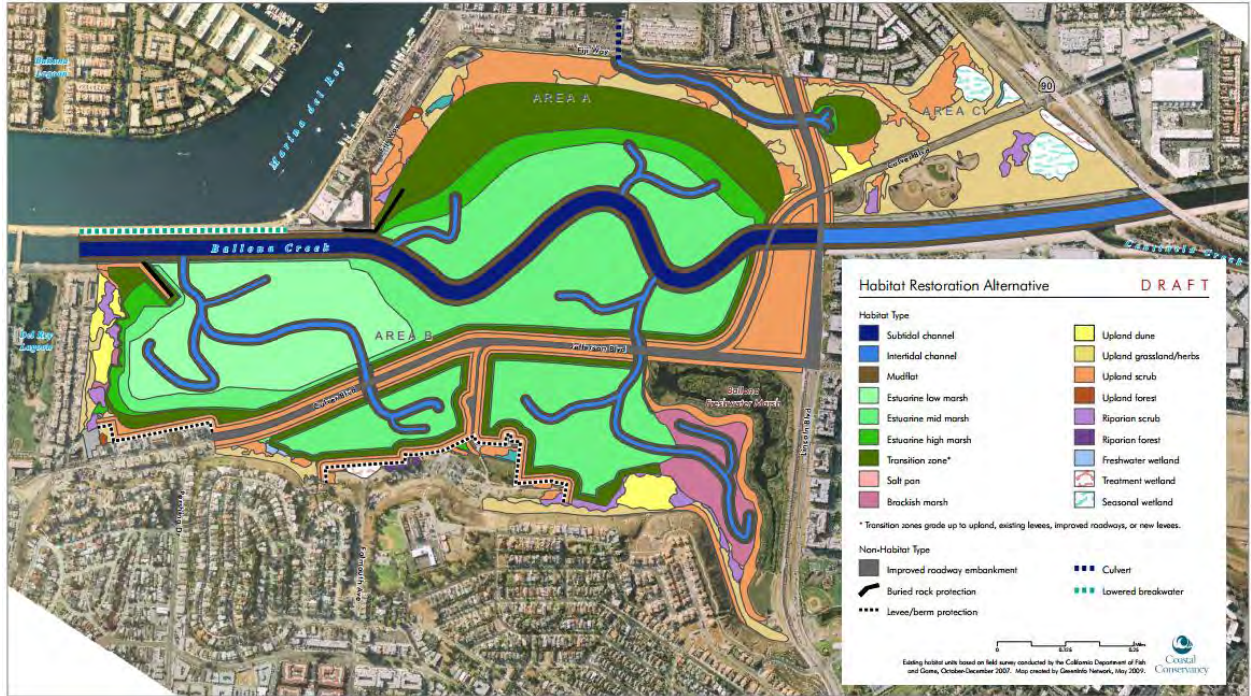 Ballona
Lagoon
Marina del Rey
Fiji Way
AREA A
AREA C
90
Culver Blvd
Ballona Creek
Centinela Creek
Del Rey
Lagoon
AREA B
Culver Blvd
Jefferson Blvd
Ballona
Freshwater Marsh
Lincoln Blvd
Pershing Dr
Habitat Restoration Alternative
DRAFT
Habitat Type
Subtidal channel
Intertidal channel
Mudflat
Estuarine low marsh
Estuarine mid marsh
Estuarine high marsh
Transition zone*
Salt pan
Brackish marsh
Upland dune
Upland grassland/herbs
Upland scrub
Upland forest
Riparian scrub
Riparian forest
Freshwater wetland
Treatment wetland
Seasonal wetland
* Transition zones grade up to upland, existing levees, improved roadways, or new levees.
Non-Habitat Type
Improved roadway embankment
Buried rock protection
Levee/berm protection
Culvert
Lowered breakwater
0
Existing habitat units based on field survey conducted by the California Department of Fish
and Game, October-December 2007. Map created by GreenInfo Network, May 2009.
Coastal
Conservancy